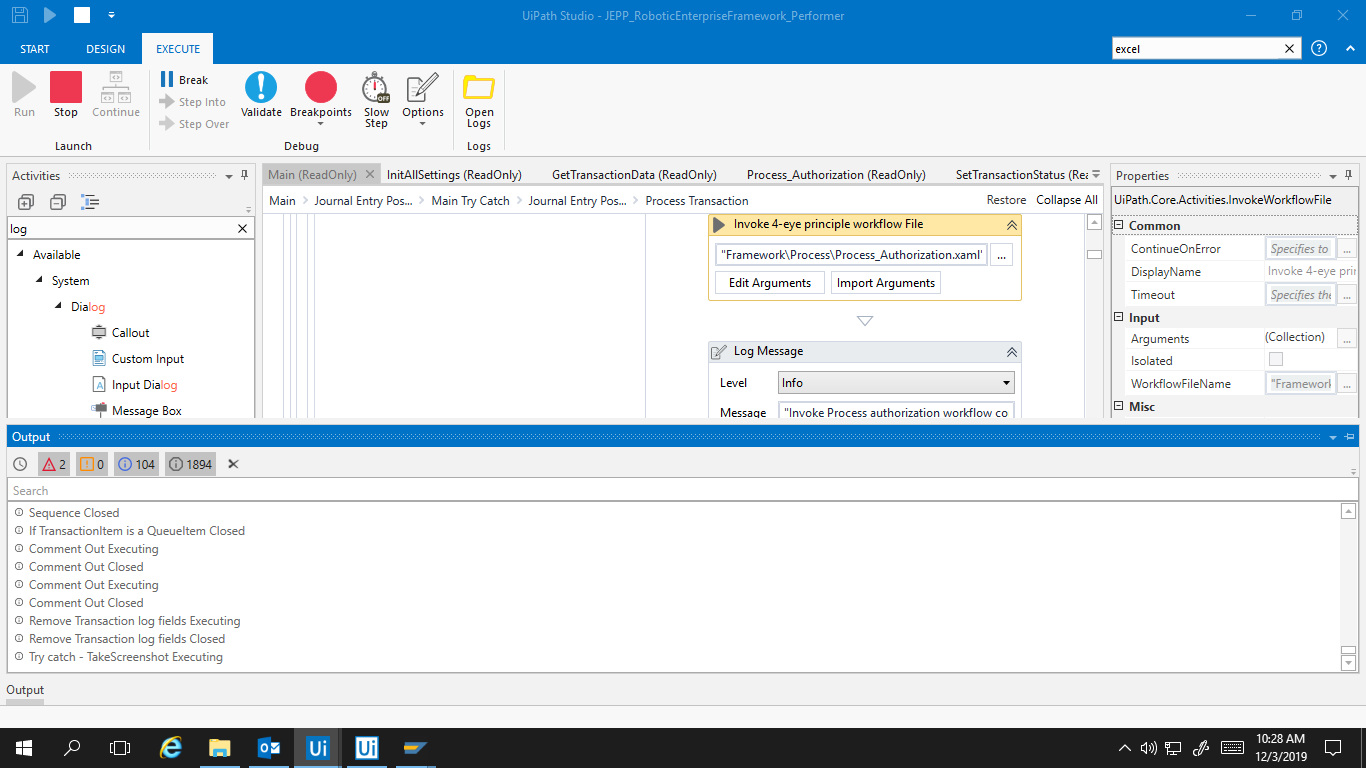 UiPath Studio - JEPP_RoboticEnterpriseFramework_Performer
START DESIGN EXECUTE excel
Run Stop Continue
Break
Step Into
Step Over
Validate Breakpoints Slow Step Options
Open Logs
Launch Debug Logs
Activities
log
Available
System
Dialog
Callout
Custom Input
Input Dialog
Message Box
Main (ReadOnly) InitAllSettings (ReadOnly) GetTransactionData (ReadOnly) Process_Authorization (ReadOnly) SetTransactionStatus (Rea
Main Journal Entry Pos... Main Try Catch Journal Entry Pos... Process Transaction Restore Collapse All
Invoke 4-eye principle workflow File
"Framework\Process\Process_Authorization.xaml" ...
Edit Arguments Import Arguments
Log Message
Level Info
Message "Invoke Process authorization workflow co
Properties
UiPath.Core.Activities.InvokeWorkflowFile
Common
ContinueOnError Specifies to ...
DisplayName Invoke 4-eye prin
Timeout Specifies the ...
Input
Arguments (Collection) ...
Isolated
WorkflowFileName "Framework ...
Misc
Output
2 0 104 1894
Search
Sequence Closed
If TransactionItem is a QueueItem Closed
Comment Out Executing
Comment Out Closed
Comment Out Executing
Comment Out Closed
Remove Transaction log fields Executing
Remove Transaction log fields Closed
Try catch - TakeScreenshot Executing
Output
10:28 AM
12/3/2019